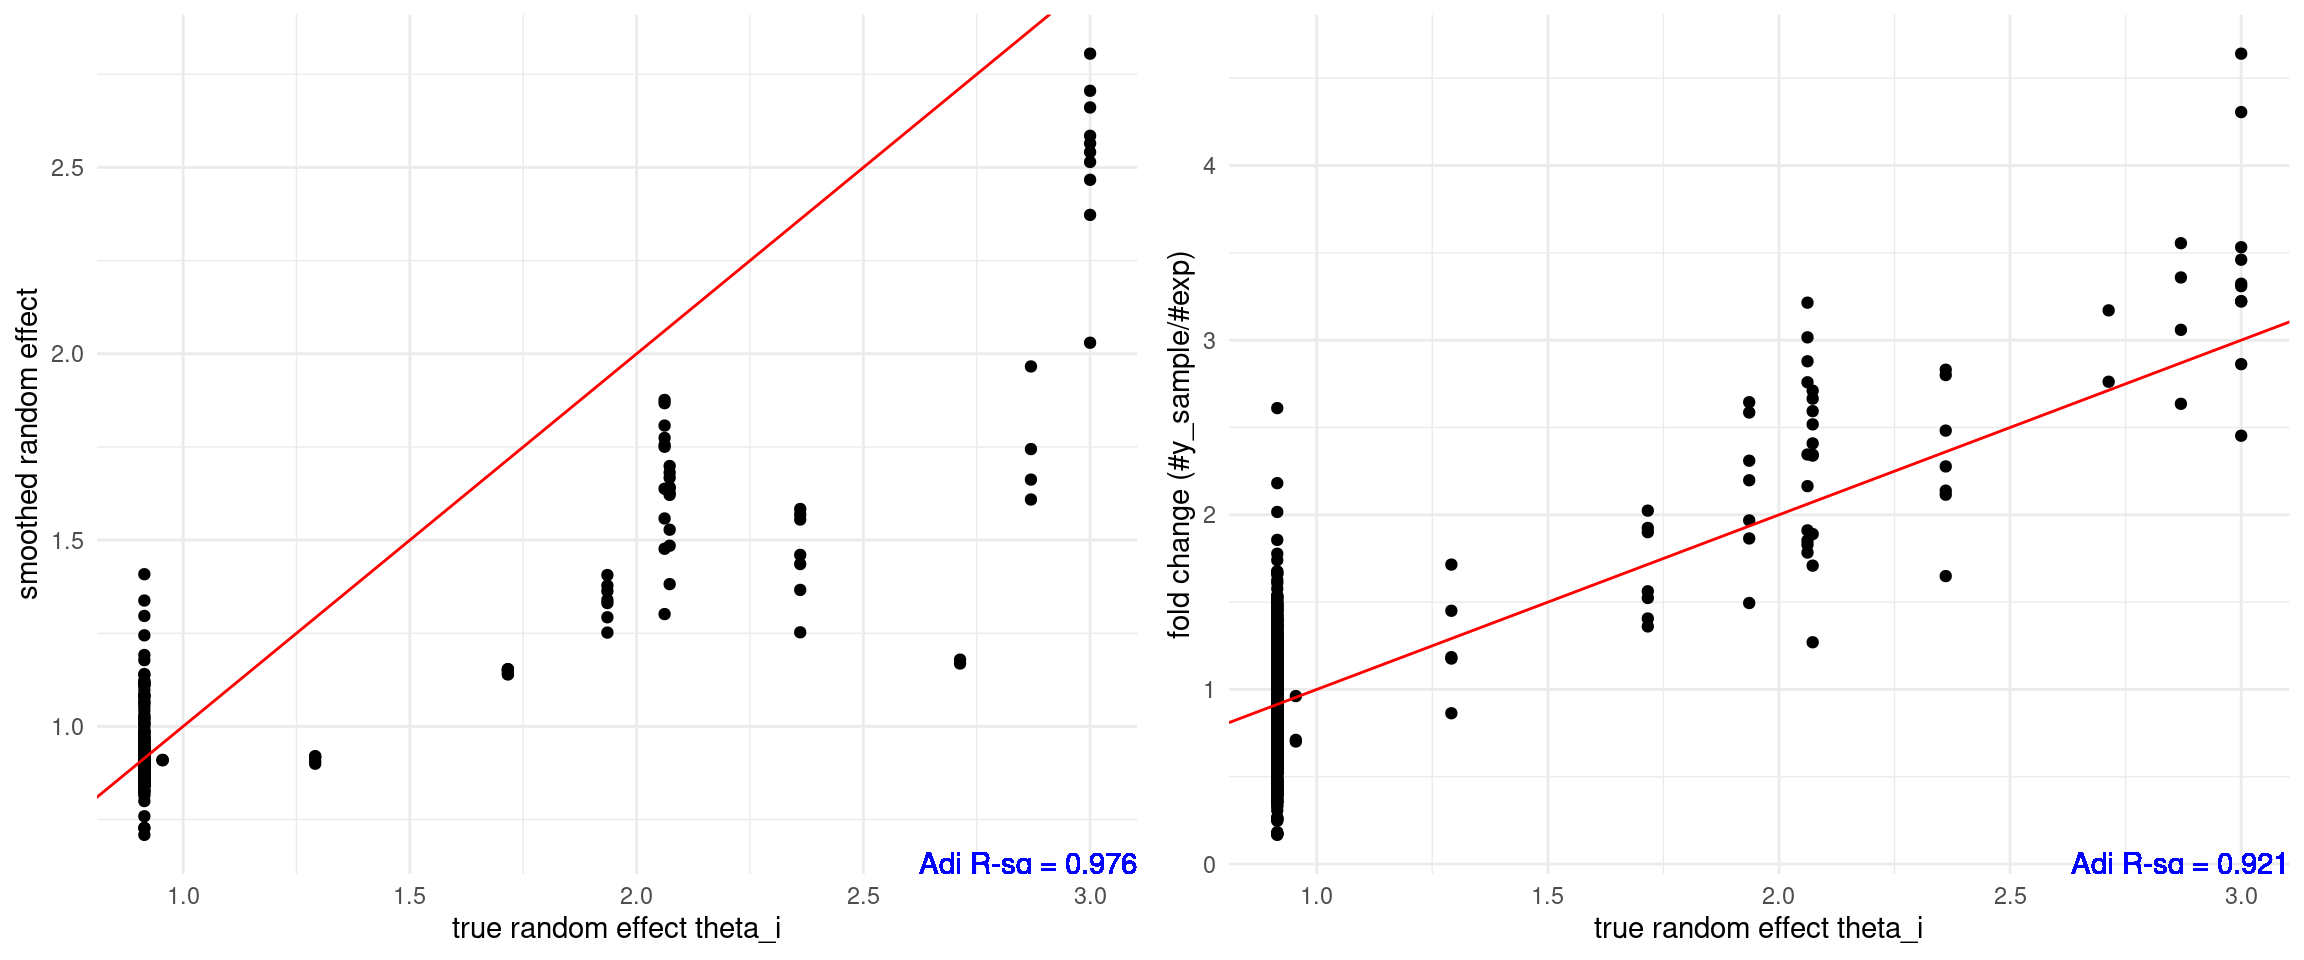 smoothed random effect
2.5
2.0
1.5
1.0
Adj R-sq = 0.976
1.0 1.5 2.0 2.5 3.0
true random effect theta_i
fold change (#y_sample/#exp)
4
3
2
1
0
Adj R-sq = 0.921
1.0 1.5 2.0 2.5 3.0
true random effect theta_i